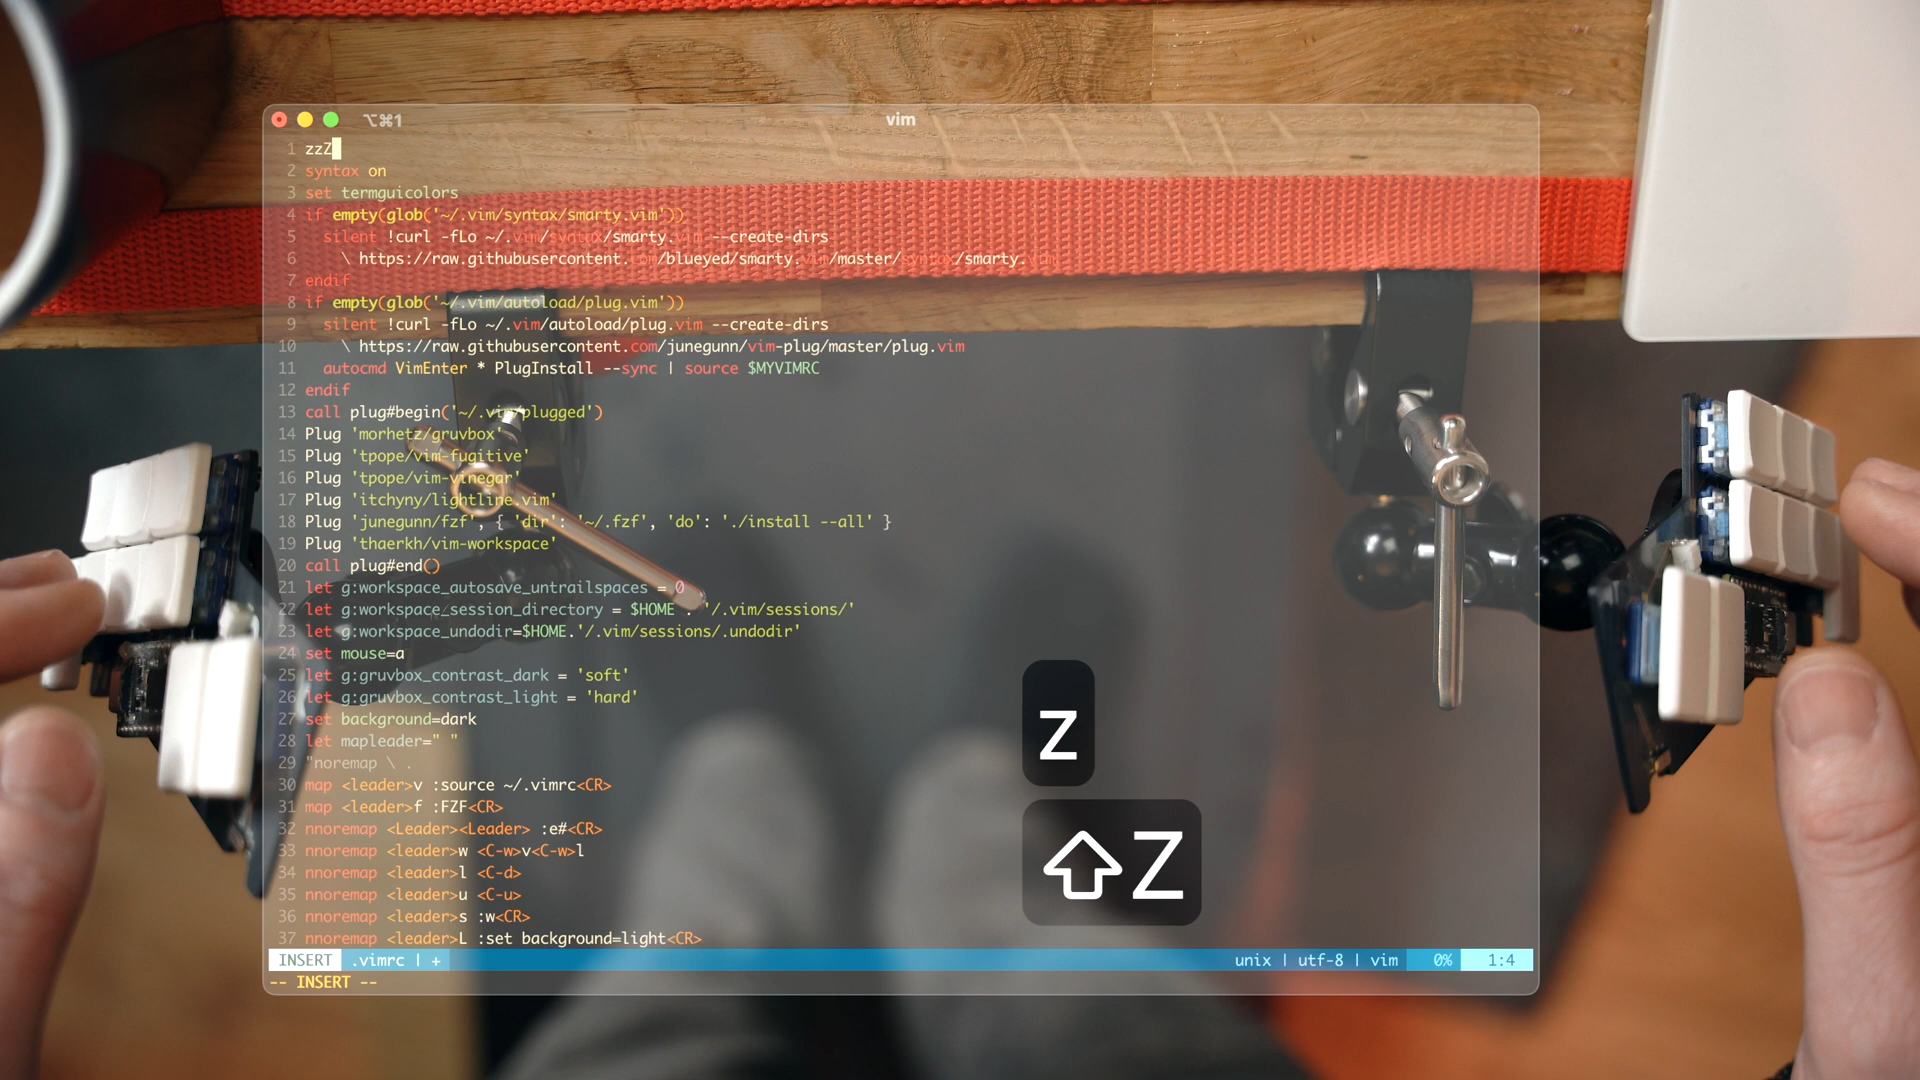 ⌥⌘1 vim
1 zzZ
2 syntax on
3 set termguicolors
4 if empty(glob('~/.vim/syntax/smarty.vim'))
5 silent !curl -fLo ~/.vim/syntax/smarty.vim --create-dirs
6 \ https://raw.githubusercontent.com/blueyed/smarty.vim/master/syntax/smarty.vim
7 endif
8 if empty(glob('~/.vim/autoload/plug.vim'))
9 silent !curl -fLo ~/.vim/autoload/plug.vim --create-dirs
10 \ https://raw.githubusercontent.com/junegunn/vim-plug/master/plug.vim
11 autocmd VimEnter * PlugInstall --sync | source $MYVIMRC
12 endif
13 call plug#begin('~/.vim/plugged')
14 Plug 'morhetz/gruvbox'
15 Plug 'tpope/vim-fugitive'
16 Plug 'tpope/vim-vinegar'
17 Plug 'itchyny/lightline.vim'
18 Plug 'junegunn/fzf', { 'dir': '~/.fzf', 'do': './install --all' }
19 Plug 'thaerkh/vim-workspace'
20 call plug#end()
21 let g:workspace_autosave_untrailspaces = 0
22 let g:workspace_session_directory = $HOME . '/.vim/sessions/'
23 let g:workspace_undodir=$HOME.'/.vim/sessions/.undodir'
24 set mouse=a
25 let g:gruvbox_contrast_dark = 'soft'
26 let g:gruvbox_contrast_light = 'hard'
27 set background=dark
28 let mapleader=" "
29 "noremap \ .
30 map <leader>v :source ~/.vimrc<CR>
31 map <leader>f :FZF<CR>
32 nnoremap <Leader><Leader> :e#<CR>
33 nnoremap <leader>w <C-w>v<C-w>l
34 nnoremap <leader>l <C-d>
35 nnoremap <leader>u <C-u>
36 nnoremap <leader>s :w<CR>
37 nnoremap <leader>L :set background=light<CR>
INSERT .vimrc | + unix | utf-8 | vim 0% 1:4
-- INSERT --
z
⇧Z